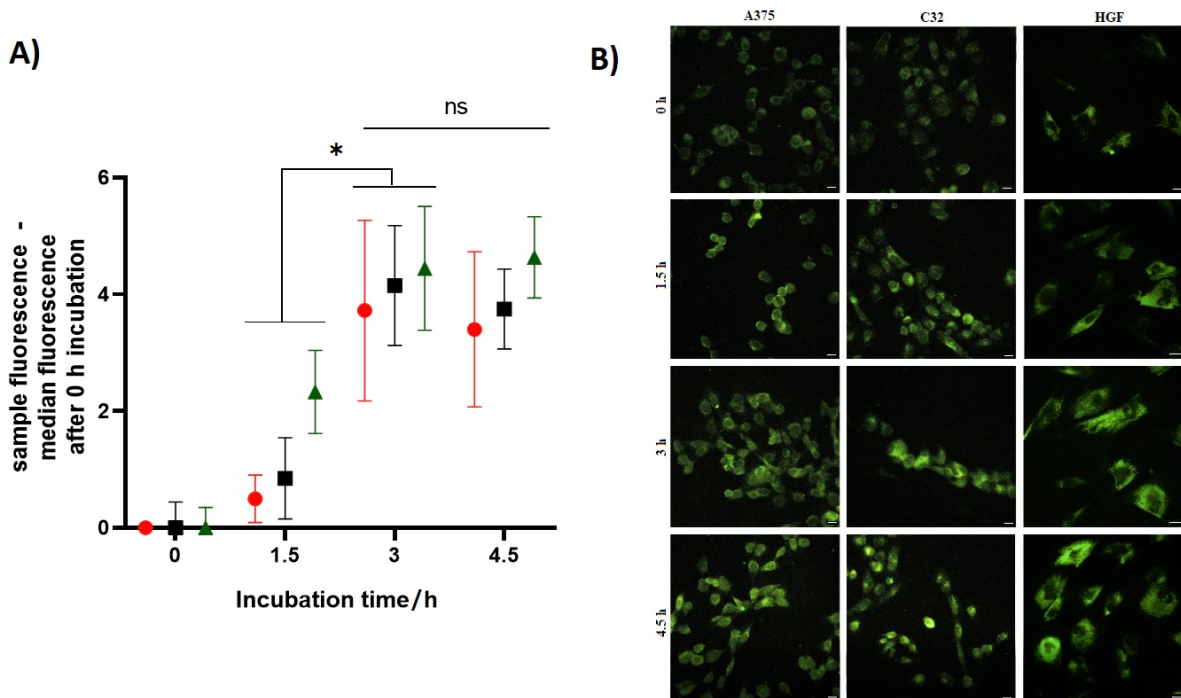 A)
ns
*
6
4
2
0
sample fluorescence -
median fluorescence
after 0 h incubation
0 1.5 3 4.5
Incubation time/h
B)
A375 C32 HGF
0 h
1.5 h
3 h
4.5 h